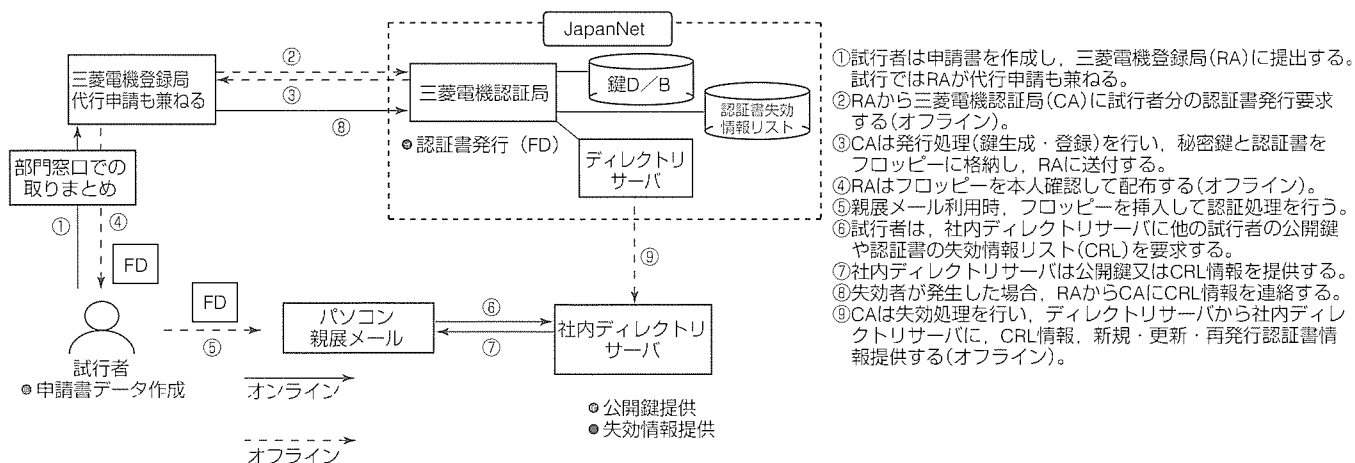 JapanNet
三菱電機登録局
代行申請も兼ねる
②
③
⑧
三菱電機認証局
●認証書発行（FD）
鍵D／B
認証書失効
情報リスト
ディレクトリ
サーバ
部門窓口での
取りまとめ
①
④
FD
FD
⑤
試行者
●申請書データ作成
パソコン
親展メール
⑥
⑦
⑨
社内ディレクトリ
サーバ
●公開鍵提供
●失効情報提供
オンライン
オフライン
①試行者は申請書を作成し，三菱電機登録局(RA)に提出する。
試行ではRAが代行申請も兼ねる。
②RAから三菱電機認証局(CA)に試行者分の認証書発行要求
する(オフライン)。
③CAは発行処理(鍵生成・登録)を行い，秘密鍵と認証書を
フロッピーに格納し，RAに送付する。
④RAはフロッピーを本人確認して配布する(オフライン)。
⑤親展メール利用時，フロッピーを挿入して認証処理を行う。
⑥試行者は，社内ディレクトリサーバに他の試行者の公開鍵
や認証書の失効情報リスト(CRL)を要求する。
⑦社内ディレクトリサーバは公開鍵又はCRL情報を提供する。
⑧失効者が発生した場合，RAからCAにCRL情報を連絡する。
⑨CAは失効処理を行い，ディレクトリサーバから社内ディレ
クトリサーバに，CRL情報，新規・更新・再発行認証書情
報提供する(オフライン)。